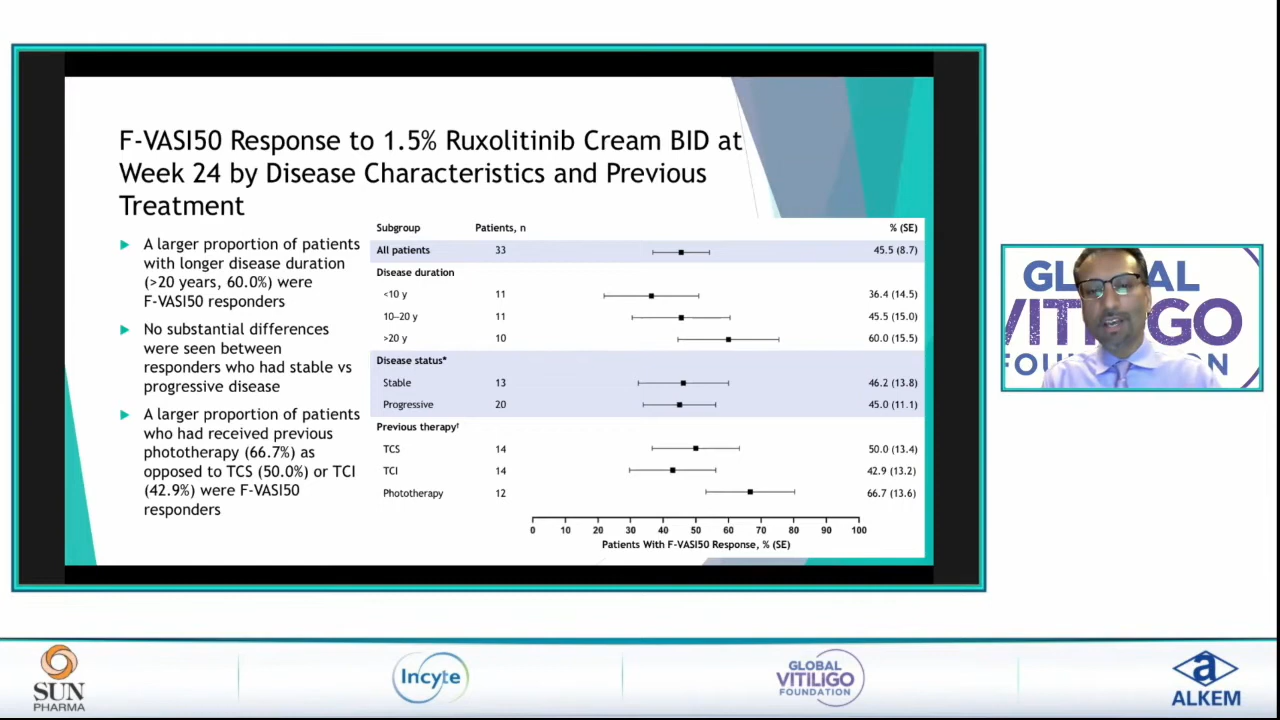 F-VASI50 Response to 1.5% Ruxolitinib Cream BID at
Week 24 by Disease Characteristics and Previous
Treatment
A larger proportion of patients
with longer disease duration
(>20 years, 60.0%) were
F-VASI50 responders
No substantial differences
were seen between
responders who had stable vs
progressive disease
A larger proportion of patients
who had received previous
phototherapy (66.7%) as
opposed to TCS (50.0%) or TCI
(42.9%) were F-VASI50
responders
Subgroup Patients, n % (SE)
All patients 33 45.5 (8.7)
Disease duration
<10 y 11 36.4 (14.5)
10–20 y 11 45.5 (15.0)
>20 y 10 60.0 (15.5)
Disease status*
Stable 13 46.2 (13.8)
Progressive 20 45.0 (11.1)
Previous therapy†
TCS 14 50.0 (13.4)
TCI 14 42.9 (13.2)
Phototherapy 12 66.7 (13.6)
0 10 20 30 40 50 60 70 80 90 100
Patients With F-VASI50 Response, % (SE)
SUN
PHARMA
Incyte
GLOBAL
VITILIGO
FOUNDATION
ALKEM